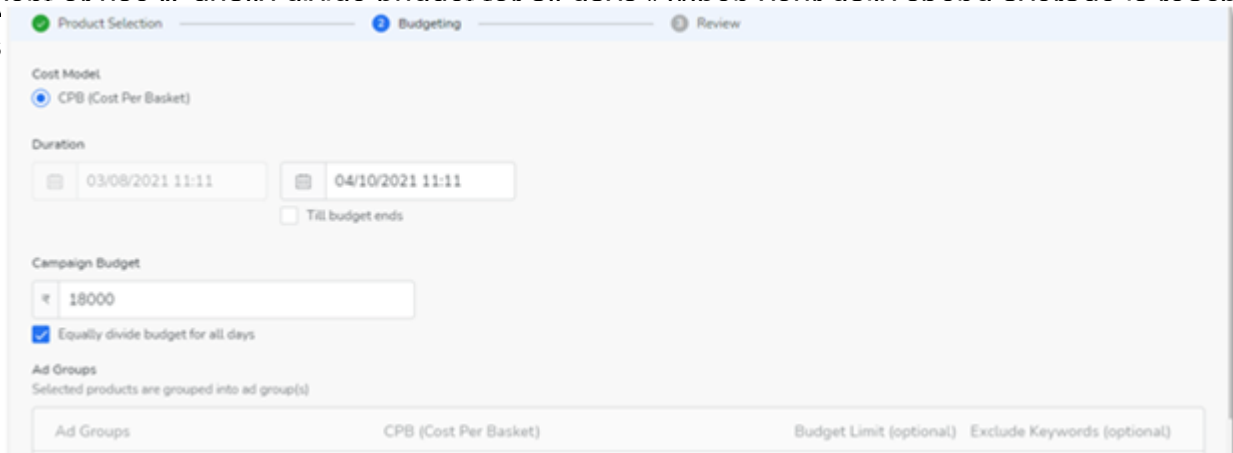 Product Selection 2 Budgeting 3 Review
Cost Model
CPB (Cost Per Basket)
Duration
03/08/2021 11:11 04/10/2021 11:11
Till budget ends
Campaign Budget
₹ 18000
Equally divide budget for all days
Ad Groups
Selected products are grouped into ad group(s)
Ad Groups CPB (Cost Per Basket) Budget Limit (optional) Exclude Keywords (optional)